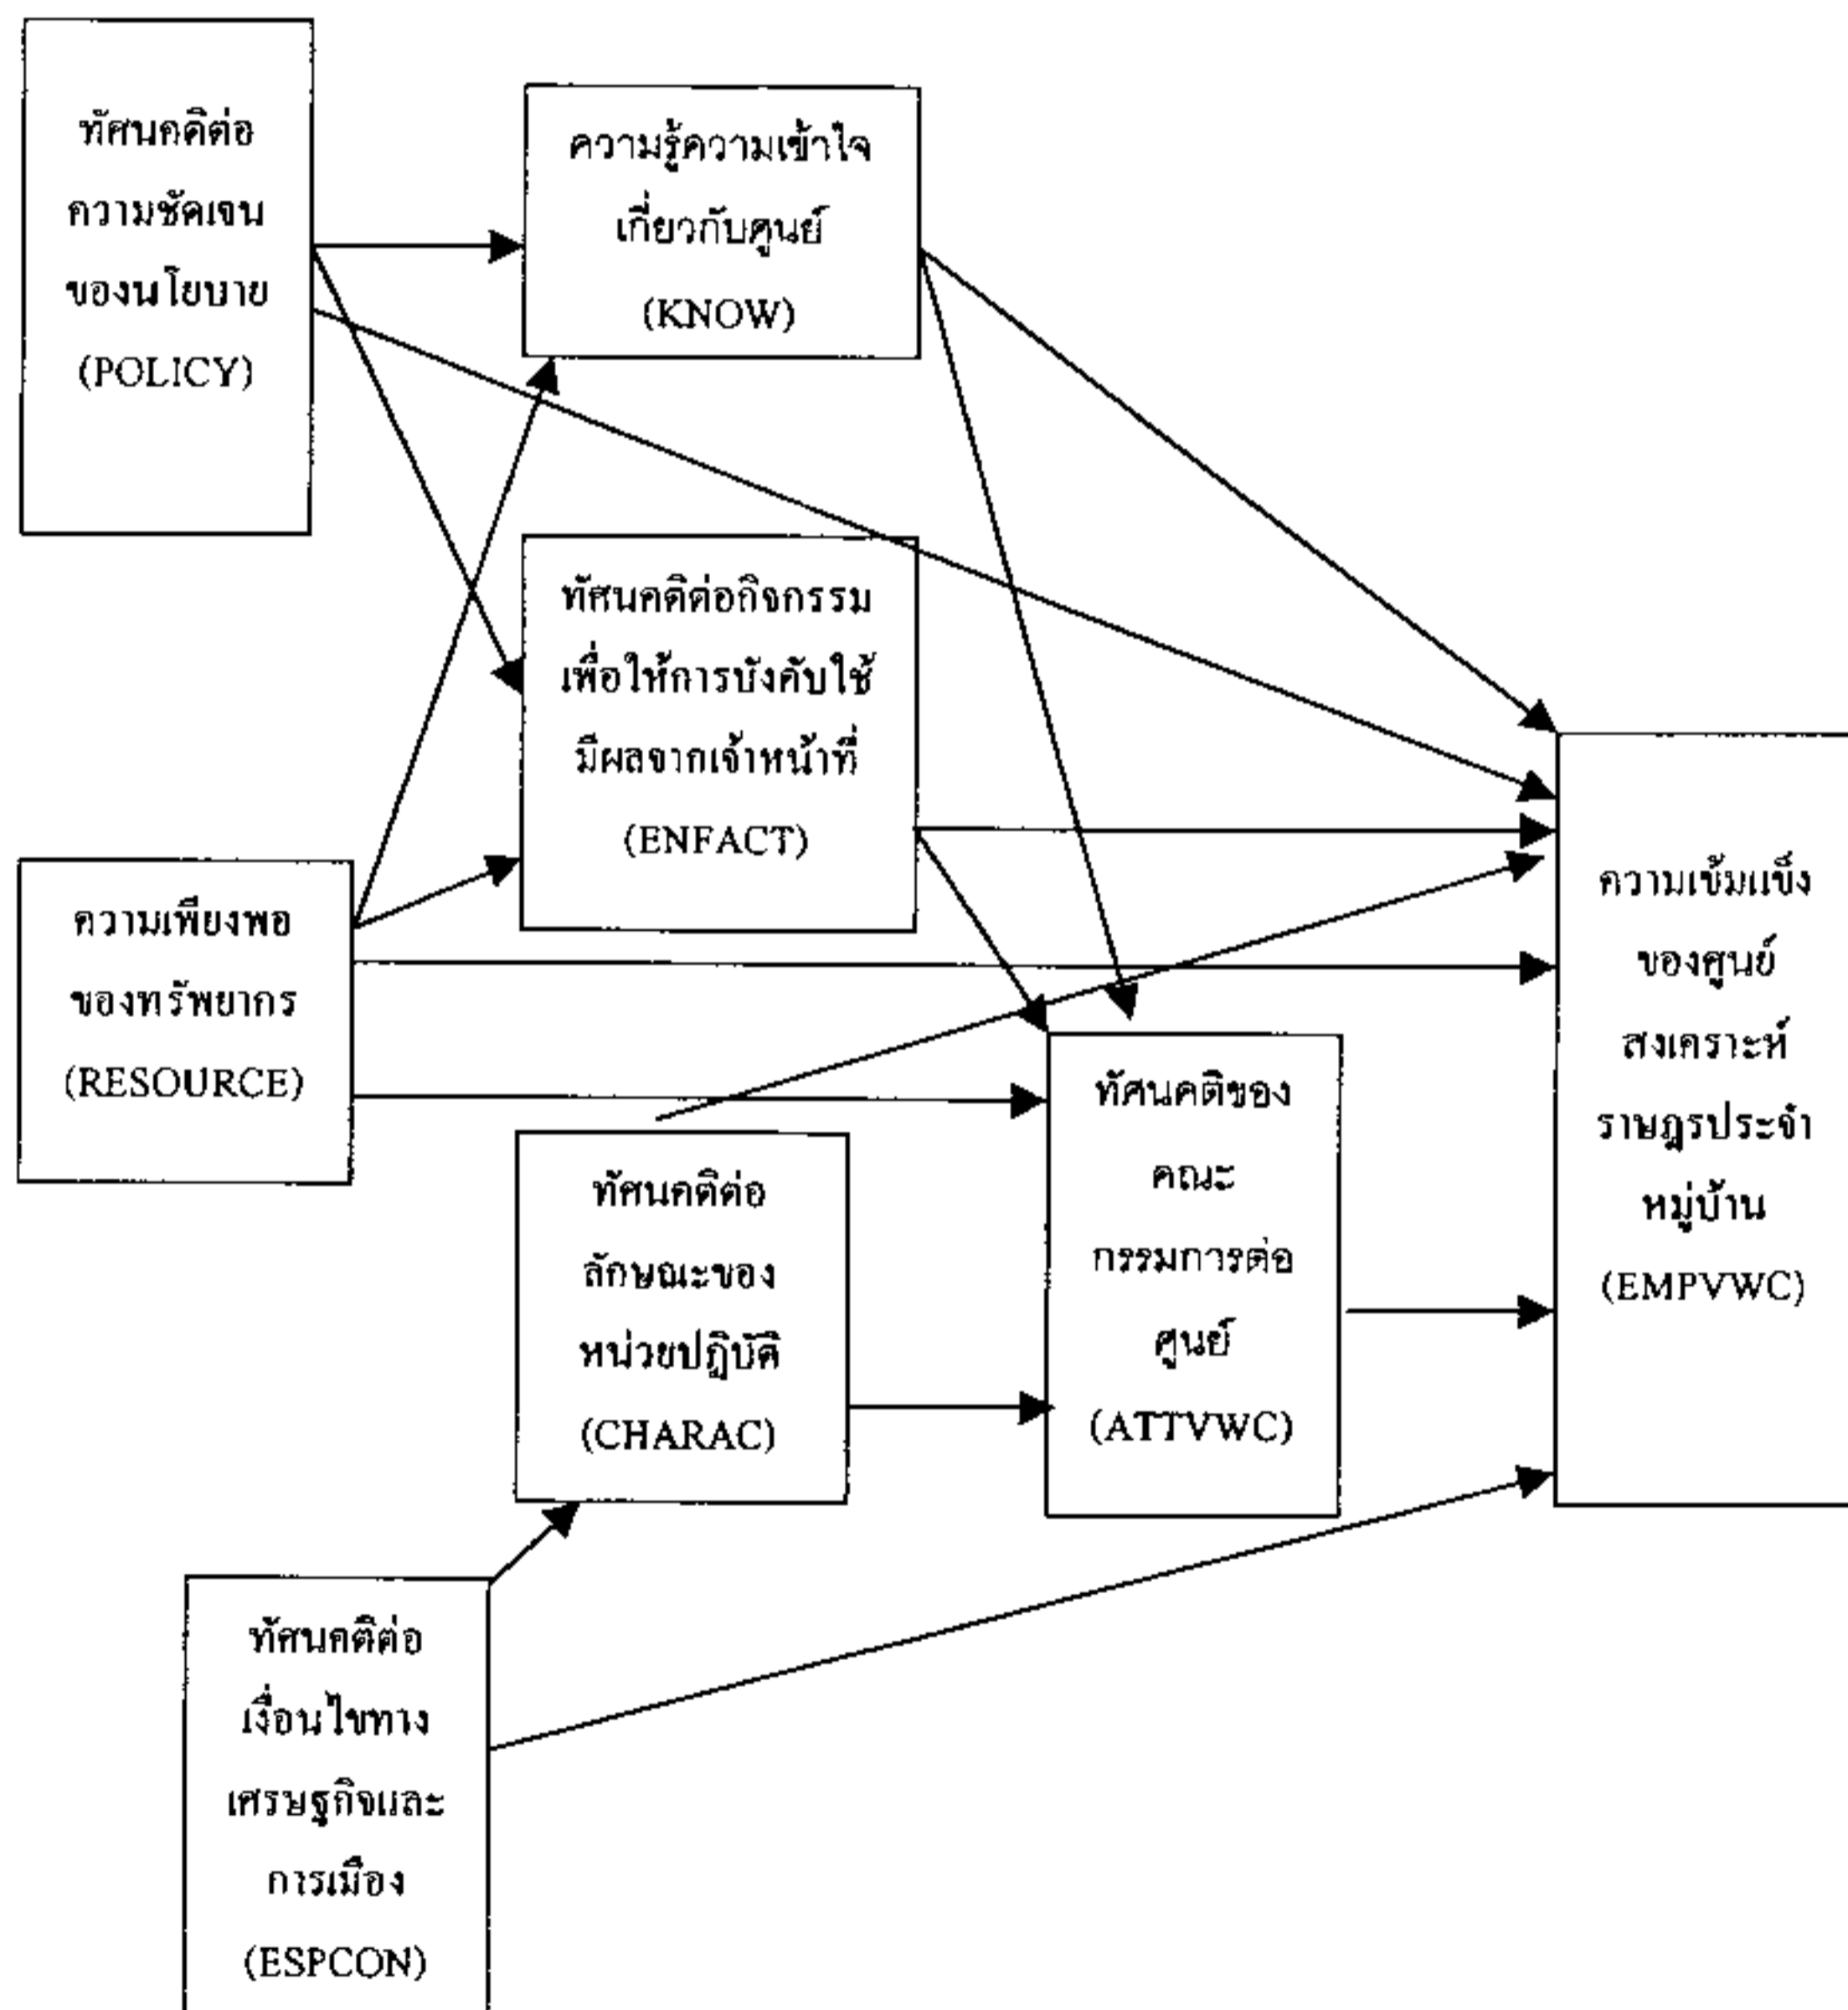 ทัศนคติต่อ
ความชัดเจน
ของนโยบาย
(POLICY)
ความรู้ความเข้าใจ
เกี่ยวกับศูนย์
(KNOW)
ทัศนคติต่อกิจกรรม
เพื่อให้การบังคับใช้
มีผลจากเจ้าหน้าที่
(ENFACT)
ความเพียงพอ
ของทรัพยากร
(RESOURCE)
ทัศนคติต่อ
ลักษณะของ
หน่วยปฏิบัติ
(CHARAC)
ทัศนคติของ
คณะ
กรรมการต่อ
ศูนย์
(ATTVWC)
ความเข้มแข็ง
ของศูนย์
สงเคราะห์
ราษฎรประจำ
หมู่บ้าน
(EMPVWC)
ทัศนคติต่อ
เงื่อนไขทาง
เศรษฐกิจและ
การเมือง
(ESPCON)